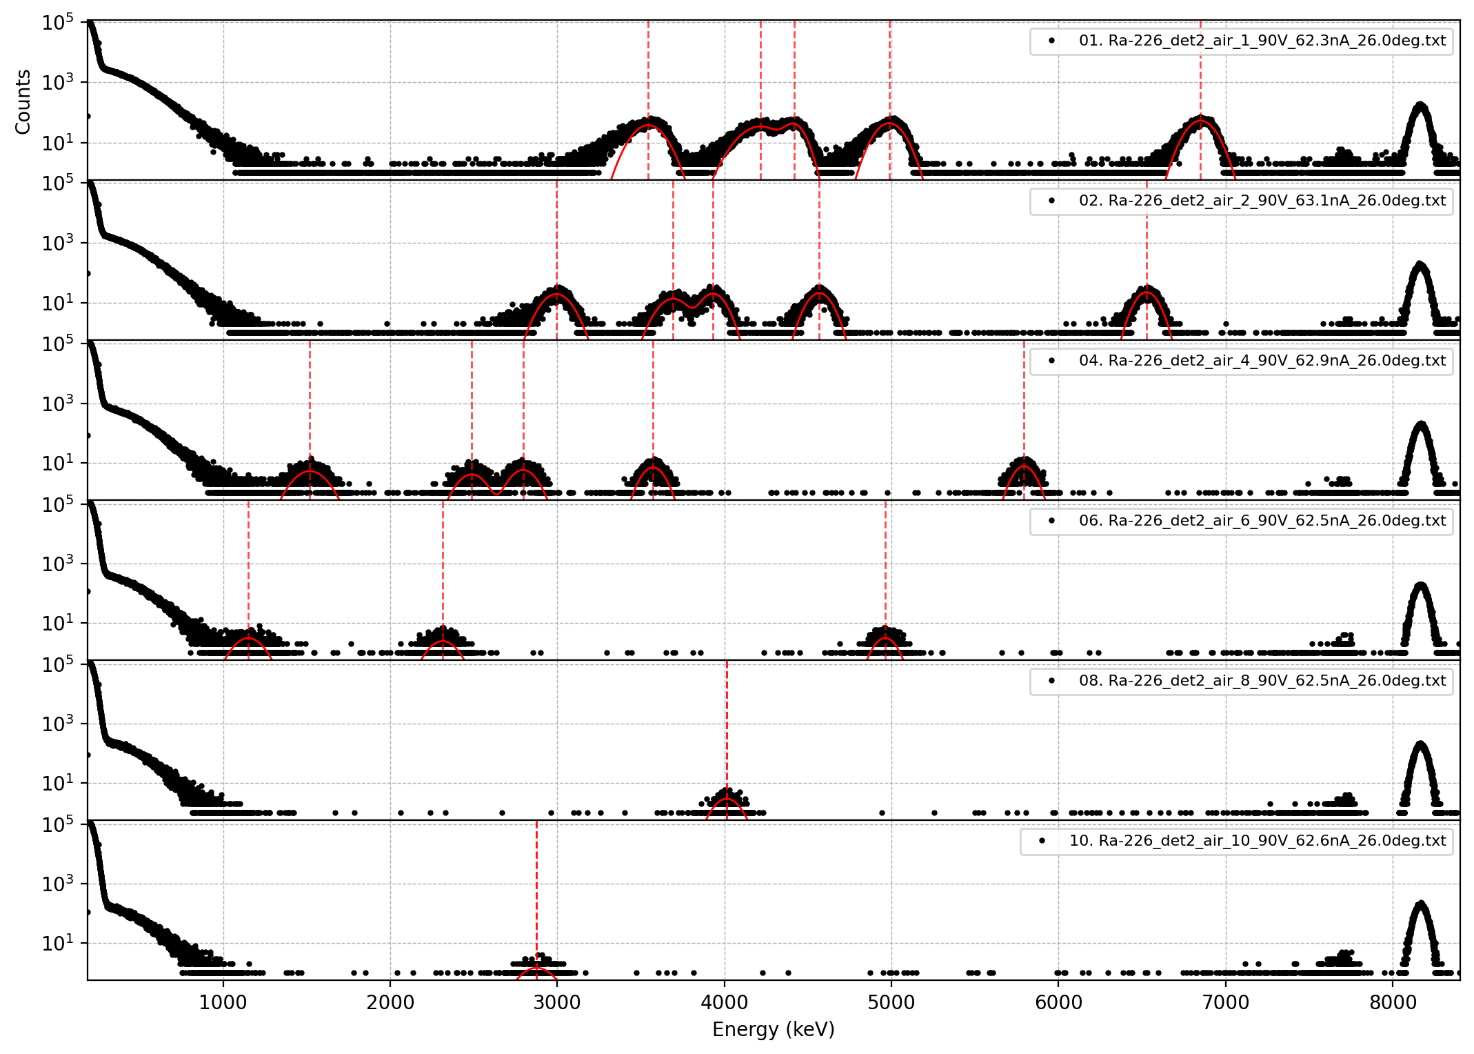 10^5
10^3
10^1
Counts
01. Ra-226_det2_air_1_90V_62.3nA_26.0deg.txt
10^5
10^3
10^1
02. Ra-226_det2_air_2_90V_63.1nA_26.0deg.txt
10^5
10^3
10^1
04. Ra-226_det2_air_4_90V_62.9nA_26.0deg.txt
10^5
10^3
10^1
06. Ra-226_det2_air_6_90V_62.5nA_26.0deg.txt
10^5
10^3
10^1
08. Ra-226_det2_air_8_90V_62.5nA_26.0deg.txt
10^5
10^3
10^1
10. Ra-226_det2_air_10_90V_62.6nA_26.0deg.txt
1000 2000 3000 4000 5000 6000 7000 8000
Energy (keV)